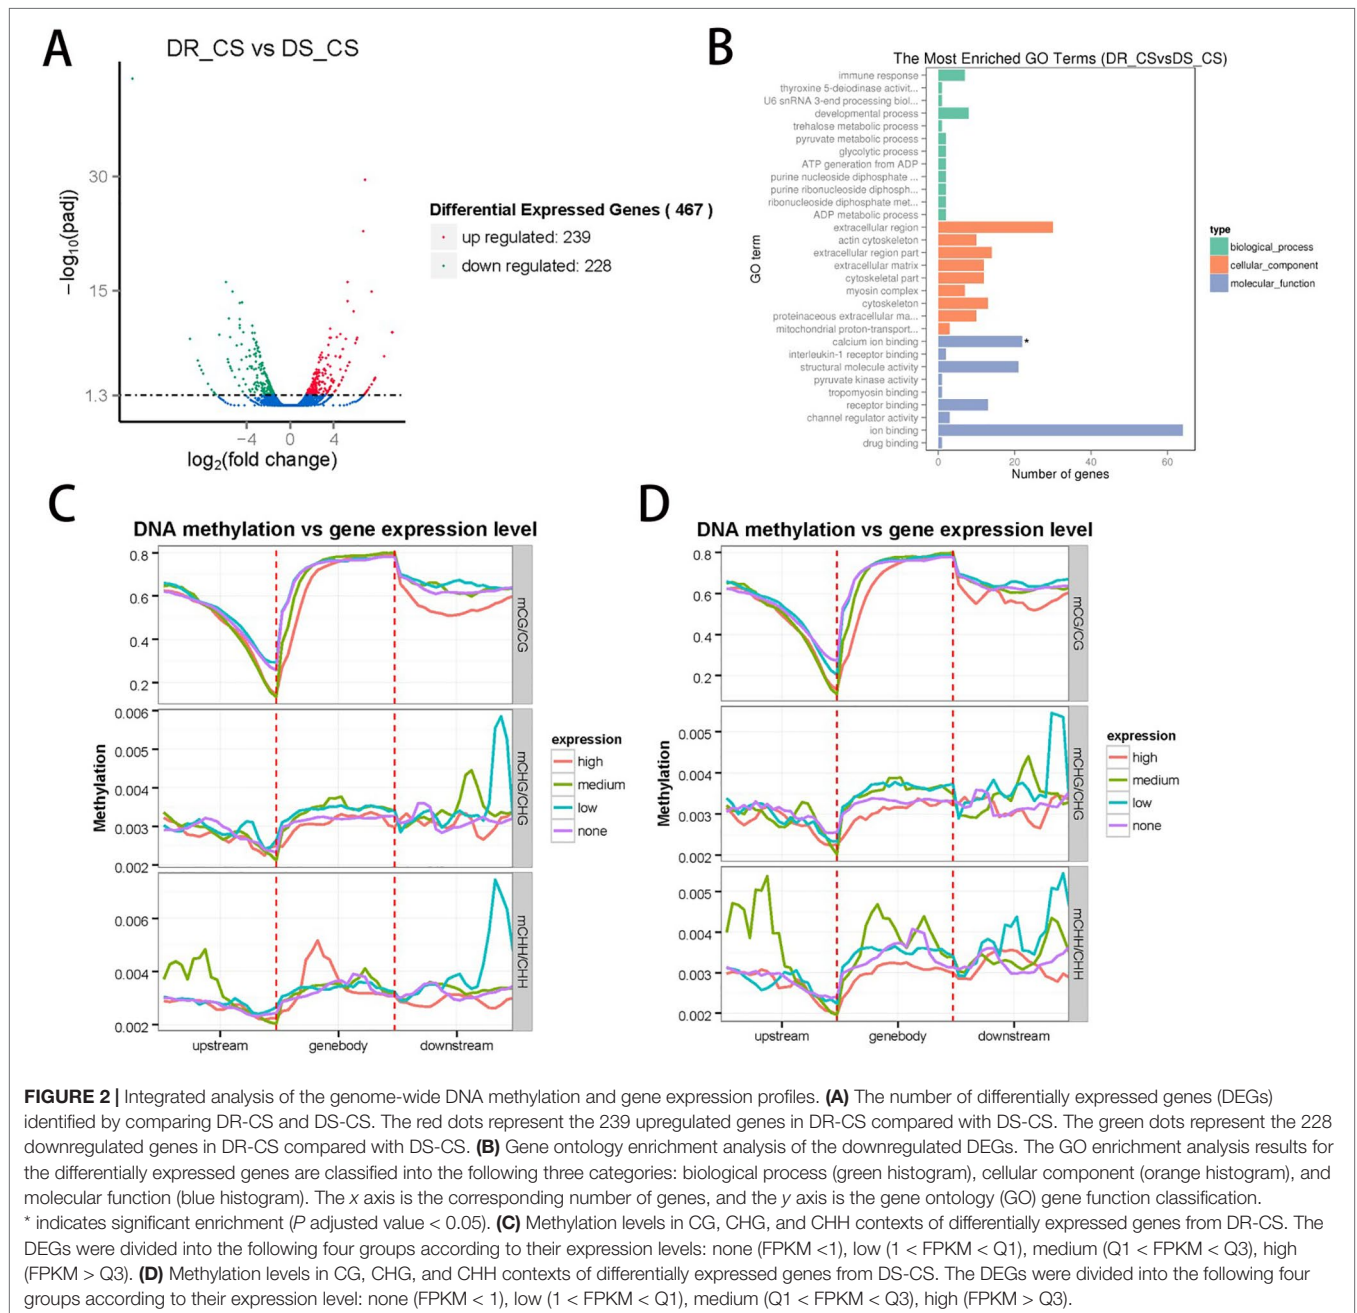 A
DR_CS vs DS_CS
30
15
1.3
−log10(padj)
−4
0
4
log2(fold change)
Differential Expressed Genes ( 467 )
up regulated: 239
down regulated: 228
B
The Most Enriched GO Terms (DR_CSvsDS_CS)
immune response
thyroxine 5-deiodinase activit...
U6 snRNA 3-end processing biol...
developmental process
trehalose metabolic process
pyruvate metabolic process
glycolytic process
ATP generation from ADP
purine nucleoside diphosphate ...
purine ribonucleoside diphosph...
ribonucleoside diphosphate met...
ADP metabolic process
extracellular region
actin cytoskeleton
extracellular region part
extracellular matrix
cytoskeletal part
myosin complex
cytoskeleton
proteinaceous extracellular ma...
mitochondrial proton-transport...
calcium ion binding
*
interleukin-1 receptor binding
structural molecule activity
pyruvate kinase activity
tropomyosin binding
receptor binding
channel regulator activity
ion binding
drug binding
GO term
0
20
40
60
Number of genes
type
biological_process
cellular_component
molecular_function
C
DNA methylation vs gene expression level
0.8
0.6
0.4
0.2
mCG/CG
0.006
0.005
0.004
0.003
0.002
mCHG/CHG
0.006
0.004
0.002
mCHH/CHH
Methylation
upstream
genebody
downstream
expression
high
medium
low
none
D
DNA methylation vs gene expression level
0.8
0.6
0.4
0.2
mCG/CG
0.005
0.004
0.003
0.002
mCHG/CHG
0.005
0.004
0.003
0.002
mCHH/CHH
Methylation
upstream
genebody
downstream
expression
high
medium
low
none
FIGURE 2 | Integrated analysis of the genome-wide DNA methylation and gene expression profiles. (A) The number of differentially expressed genes (DEGs)
identified by comparing DR-CS and DS-CS. The red dots represent the 239 upregulated genes in DR-CS compared with DS-CS. The green dots represent the 228
downregulated genes in DR-CS compared with DS-CS. (B) Gene ontology enrichment analysis of the downregulated DEGs. The GO enrichment analysis results for
the differentially expressed genes are classified into the following three categories: biological process (green histogram), cellular component (orange histogram), and
molecular function (blue histogram). The x axis is the corresponding number of genes, and the y axis is the gene ontology (GO) gene function classification.
* indicates significant enrichment (P adjusted value < 0.05). (C) Methylation levels in CG, CHG, and CHH contexts of differentially expressed genes from DR-CS. The
DEGs were divided into the following four groups according to their expression levels: none (FPKM <1), low (1 < FPKM < Q1), medium (Q1 < FPKM < Q3), high
(FPKM > Q3). (D) Methylation levels in CG, CHG, and CHH contexts of differentially expressed genes from DS-CS. The DEGs were divided into the following four
groups according to their expression level: none (FPKM < 1), low (1 < FPKM < Q1), medium (Q1 < FPKM < Q3), high (FPKM > Q3).